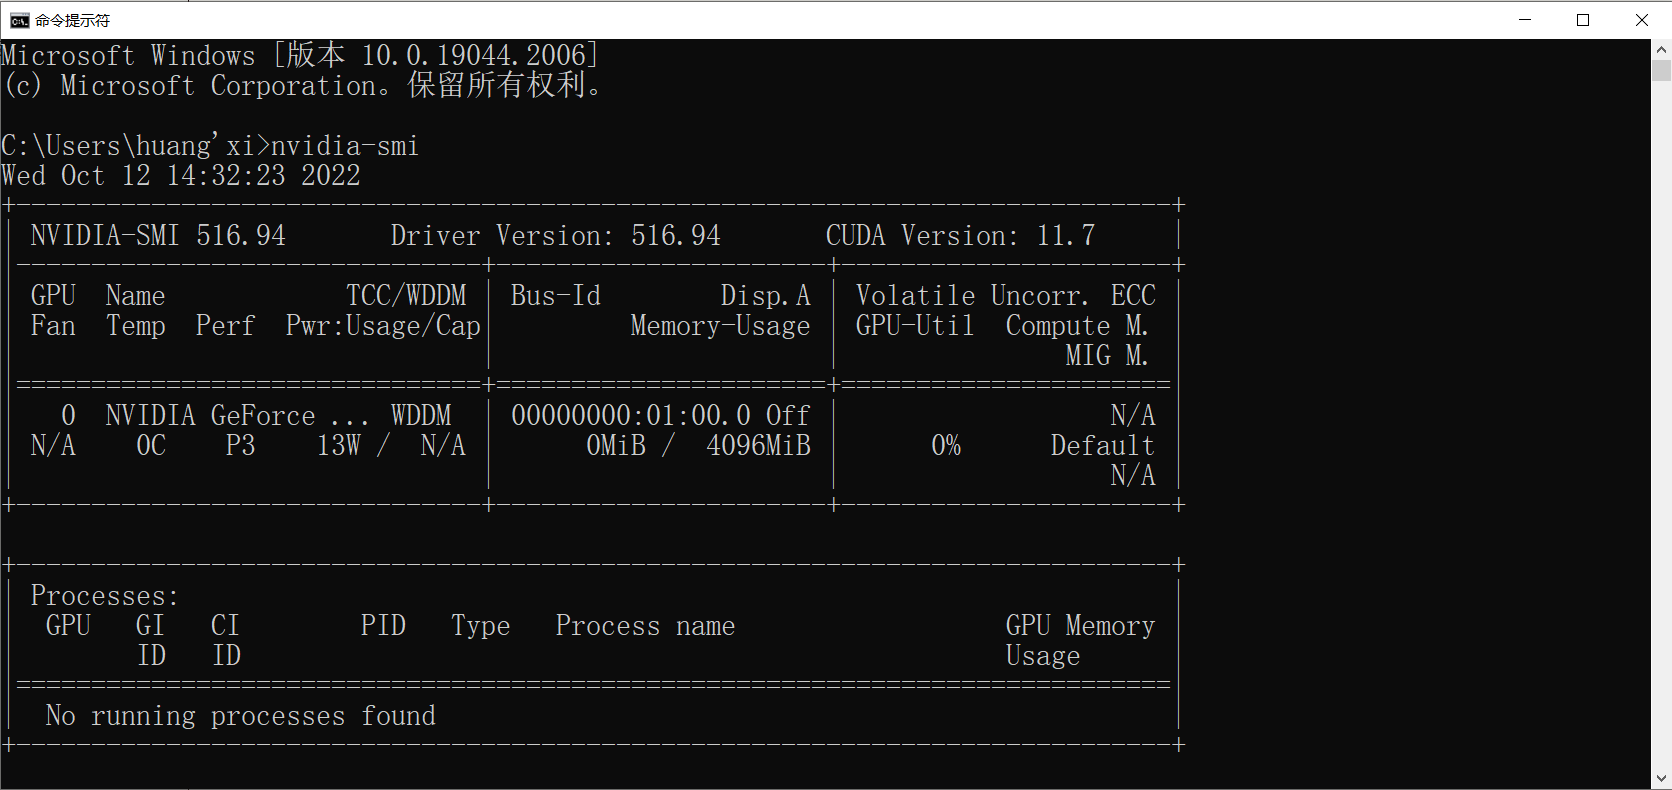 命令提示符
Microsoft Windows [版本 10.0.19044.2006]
(c) Microsoft Corporation。保留所有权利。
C:\Users\huang'xi>nvidia-smi
Wed Oct 12 14:32:23 2022
+-----------------------------------------------------------------------------+
| NVIDIA-SMI 516.94       Driver Version: 516.94       CUDA Version: 11.7     |
|-------------------------------+----------------------+----------------------+
| GPU  Name            TCC/WDDM | Bus-Id        Disp.A | Volatile Uncorr. ECC |
| Fan  Temp  Perf  Pwr:Usage/Cap|         Memory-Usage | GPU-Util  Compute M. |
|                               |                      |               MIG M. |
|===============================+======================+======================|
|   0  NVIDIA GeForce ... WDDM  | 00000000:01:00.0 Off |                  N/A |
| N/A    0C    P3    13W /  N/A |      0MiB /  4096MiB |      0%      Default |
|                               |                      |                  N/A |
+-------------------------------+----------------------+----------------------+
+-----------------------------------------------------------------------------+
| Processes:                                                                  |
|  GPU   GI   CI        PID   Type   Process name                  GPU Memory |
|        ID   ID                                                   Usage      |
|=============================================================================|
|  No running processes found                                                 |
+-----------------------------------------------------------------------------+